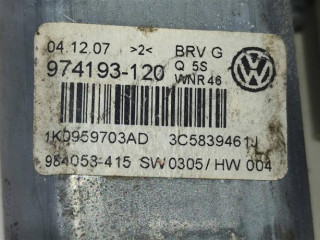 04.12.07 >2< BRV G
974193-120 Q 5S
WNR 46
1K0959703AD 3C5839461J
984053-415 SW 0305/ HW 004